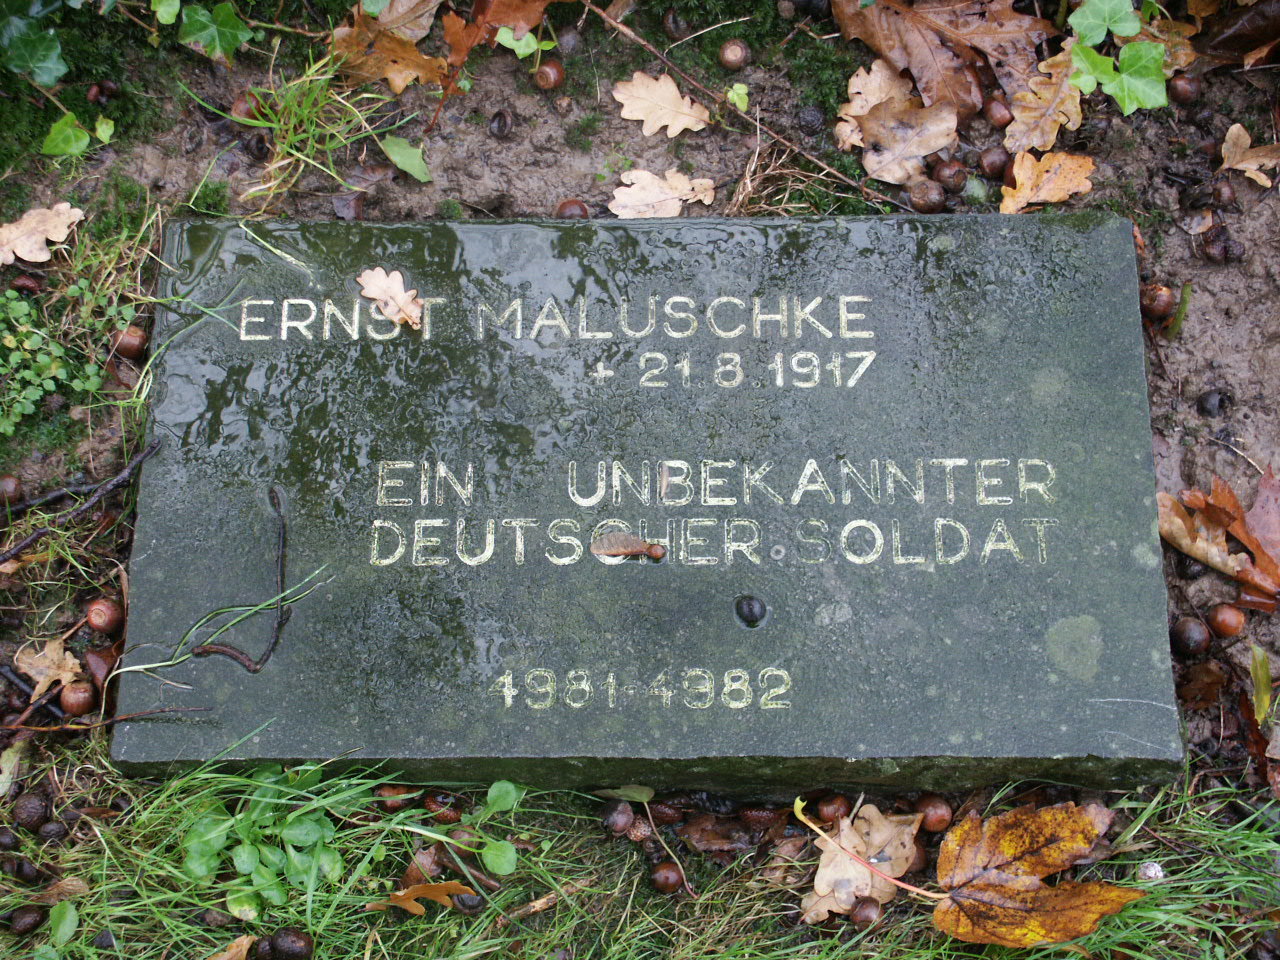 ERNST MALUSCHKE
+ 21.8.1917
EIN UNBEKANNTER
DEUTSCHER SOLDAT
1981-1982